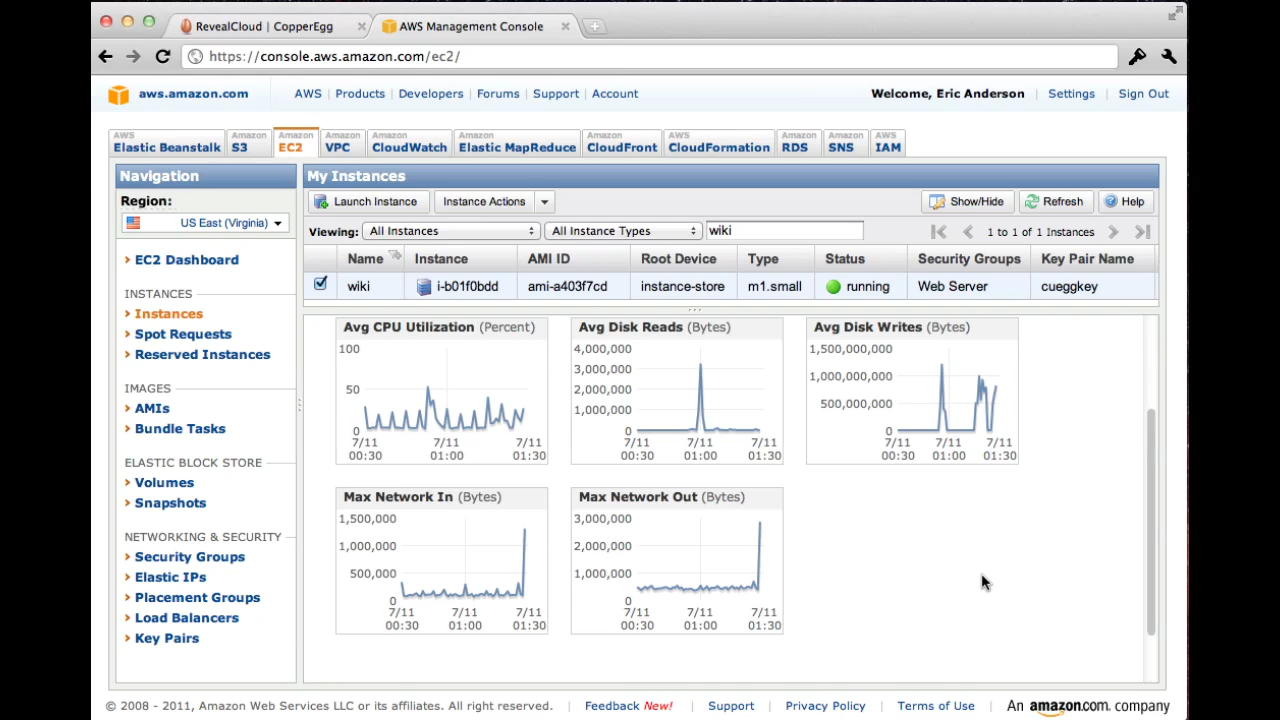 RevealCloud | CopperEgg
AWS Management Console
https://console.aws.amazon.com/ec2/
aws.amazon.com
AWS | Products | Developers | Forums | Support | Account
Welcome, Eric Anderson | Settings | Sign Out
AWS Elastic Beanstalk
Amazon S3
Amazon EC2
Amazon VPC
Amazon CloudWatch
Amazon Elastic MapReduce
Amazon CloudFront
AWS CloudFormation
Amazon RDS
Amazon SNS
AWS IAM
Navigation
Region:
US East (Virginia)
EC2 Dashboard
INSTANCES
Instances
Spot Requests
Reserved Instances
IMAGES
AMIs
Bundle Tasks
ELASTIC BLOCK STORE
Volumes
Snapshots
NETWORKING & SECURITY
Security Groups
Elastic IPs
Placement Groups
Load Balancers
Key Pairs
My Instances
Launch Instance
Instance Actions
Show/Hide
Refresh
Help
Viewing: All Instances All Instance Types wiki
1 to 1 of 1 Instances
Name Instance AMI ID Root Device Type Status Security Groups Key Pair Name
wiki i-b01f0bdd ami-a403f7cd instance-store m1.small running Web Server cueggkey
Avg CPU Utilization (Percent)
100
50
0
7/11 7/11 7/11
00:30 01:00 01:30
Avg Disk Reads (Bytes)
4,000,000
3,000,000
2,000,000
1,000,000
0
7/11 7/11 7/11
00:30 01:00 01:30
Avg Disk Writes (Bytes)
1,500,000,000
1,000,000,000
500,000,000
0
7/11 7/11 7/11
00:30 01:00 01:30
Max Network In (Bytes)
1,500,000
1,000,000
500,000
0
7/11 7/11 7/11
00:30 01:00 01:30
Max Network Out (Bytes)
3,000,000
2,000,000
1,000,000
0
7/11 7/11 7/11
00:30 01:00 01:30
© 2008 - 2011, Amazon Web Services LLC or its affiliates. All right reserved. | Feedback New! | Support | Privacy Policy | Terms of Use | An amazon.com. company